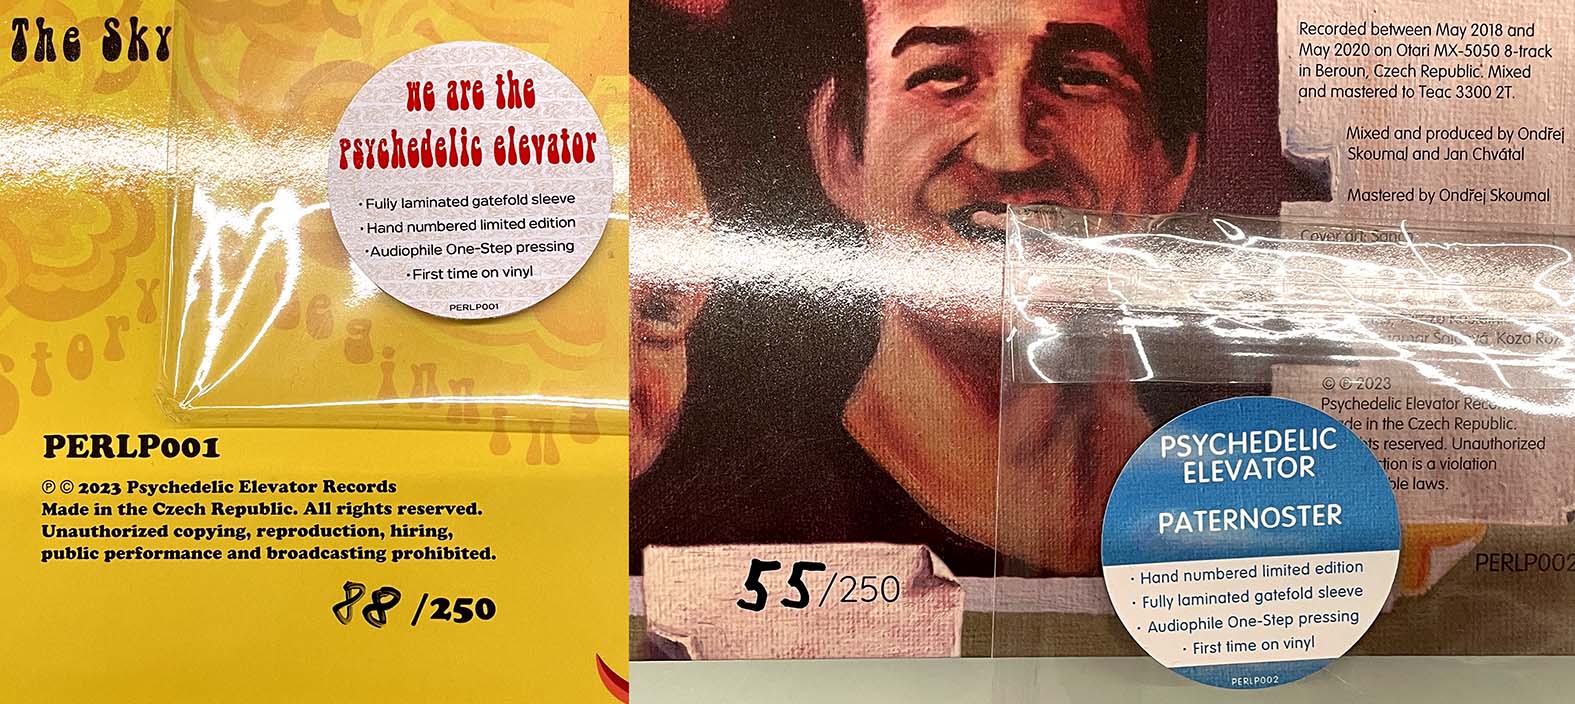 The Sky
we are the
psychedelic elevator
• Fully laminated gatefold sleeve
• Hand numbered limited edition
• Audiophile One-Step pressing
• First time on vinyl
PERLP001
PERLP001
℗ © 2023 Psychedelic Elevator Records
Made in the Czech Republic. All rights reserved.
Unauthorized copying, reproduction, hiring,
public performance and broadcasting prohibited.
88 /250
Recorded between May 2018 and
May 2020 on Otari MX-5050 8-track
in Beroun, Czech Republic. Mixed
and mastered to Teac 3300 2T.
Mixed and produced by Ondřej
Skoumal and Jan Chvátal
Mastered by Ondřej Skoumal
Cover art:
Koza
© ℗ 2023
Psychedelic Elevator
in the Czech Republic.
reserved. Unauthorized
is a violation
laws.
55/250
PSYCHEDELIC
ELEVATOR
PATERNOSTER
• Hand numbered limited edition
• Fully laminated gatefold sleeve
• Audiophile One-Step pressing
• First time on vinyl
PERLP002
PERLP002